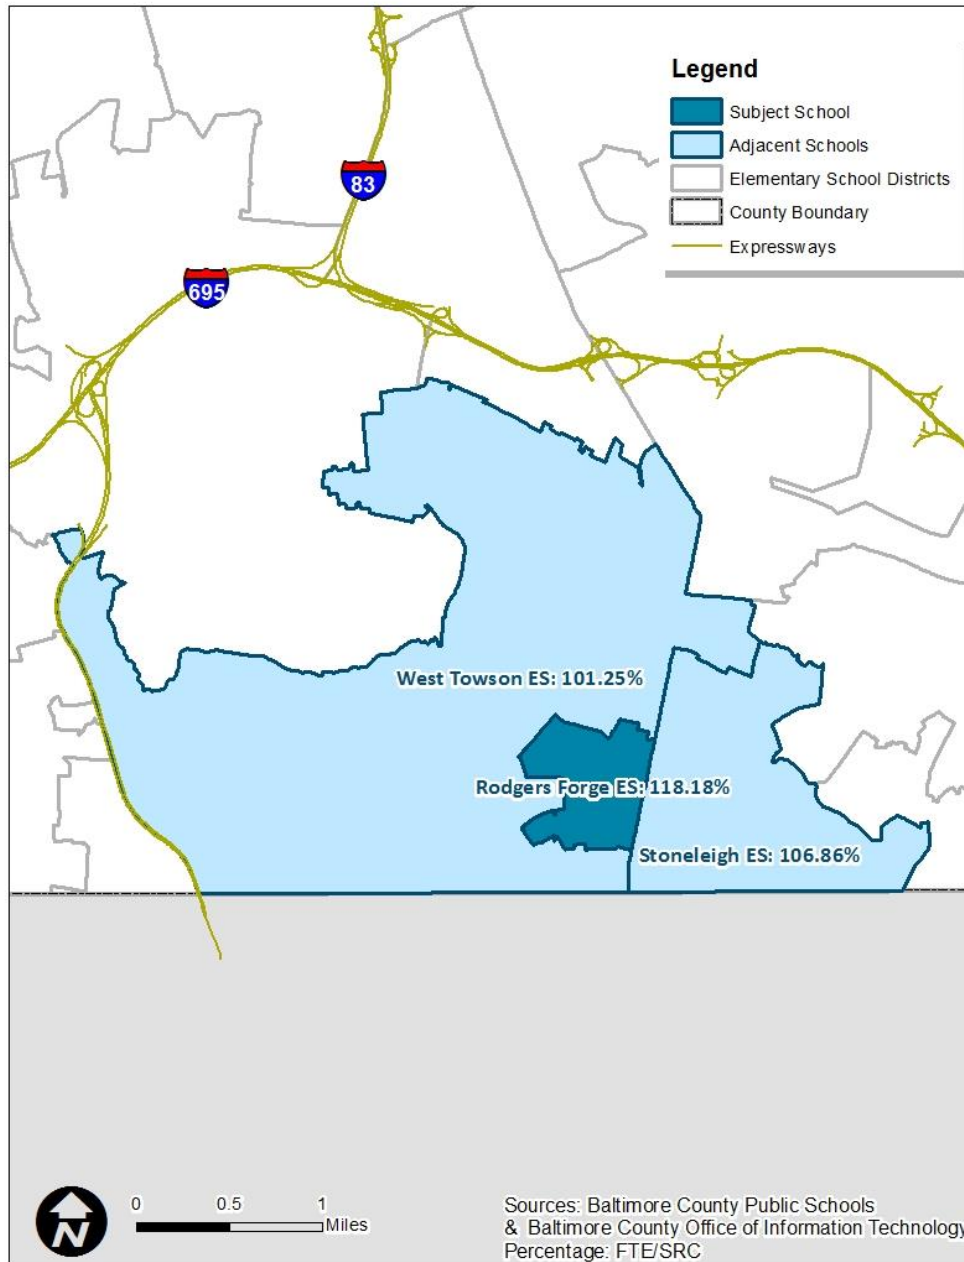 Legend
Subject School
Adjacent Schools
Elementary School Districts
County Boundary
Expressways
83
695
West Towson ES: 101.25%
Rodgers Forge ES: 118.18%
Stoneleigh ES: 106.86%
N
0 0.5 1
Miles
Sources: Baltimore County Public Schools
& Baltimore County Office of Information Technology
Percentage: FTE/SRC